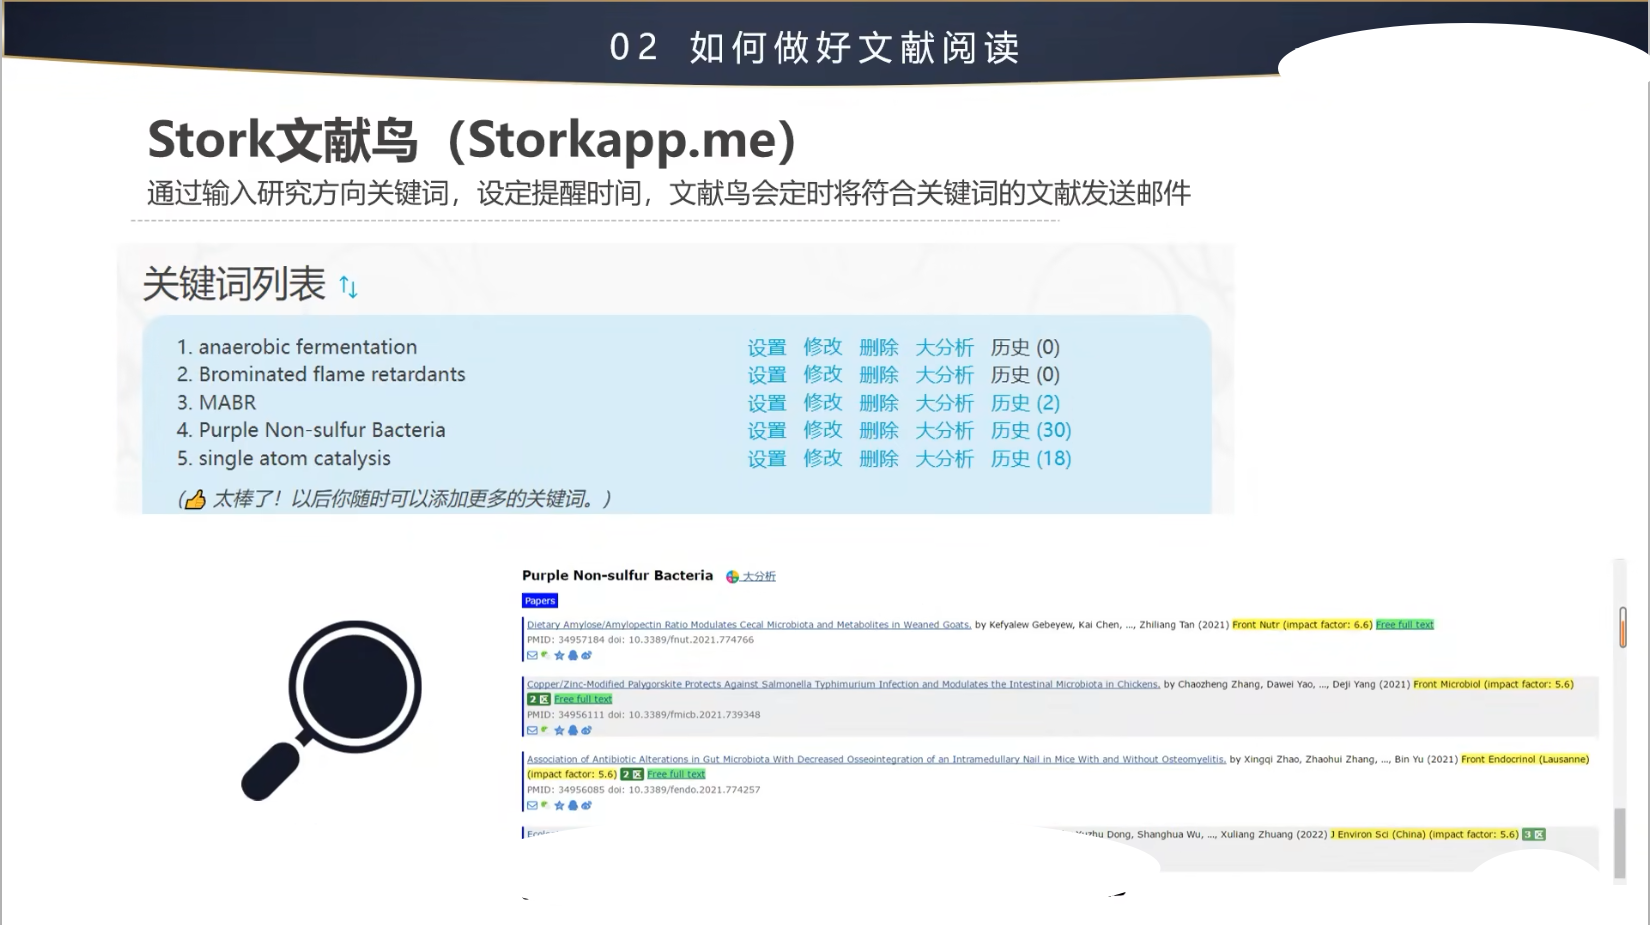 02 如何做好文献阅读
Stork文献鸟（Storkapp.me）
通过输入研究方向关键词，设定提醒时间，文献鸟会定时将符合关键词的文献发送邮件
关键词列表
1. anaerobic fermentation 设置 修改 删除 大分析 历史 (0)
2. Brominated flame retardants 设置 修改 删除 大分析 历史 (0)
3. MABR 设置 修改 删除 大分析 历史 (2)
4. Purple Non-sulfur Bacteria 设置 修改 删除 大分析 历史 (30)
5. single atom catalysis 设置 修改 删除 大分析 历史 (18)
(👍 太棒了！以后你随时可以添加更多的关键词。)
Purple Non-sulfur Bacteria 大分析
Papers
Dietary Amylose/Amylopectin Ratio Modulates Cecal Microbiota and Metabolites in Weaned Goats. by Kefyalew Gebeyew, Kai Chen, ..., Zhiliang Tan (2021) Front Nutr (impact factor: 6.6) Free full text
PMID: 34957184 doi: 10.3389/fnut.2021.774766
Copper/Zinc-Modified Palygorskite Protects Against Salmonella Typhimurium Infection and Modulates the Intestinal Microbiota in Chickens. by Chaozheng Zhang, Dawei Yao, ..., Deji Yang (2021) Front Microbiol (impact factor: 5.6)
2 区 Free full text
PMID: 34956111 doi: 10.3389/fmicb.2021.739348
Association of Antibiotic Alterations in Gut Microbiota With Decreased Osseointegration of an Intramedullary Nail in Mice With and Without Osteomyelitis. by Xingqi Zhao, Zhaohui Zhang, ..., Bin Yu (2021) Front Endocrinol (Lausanne)
(impact factor: 5.6) 2 区 Free full text
PMID: 34956085 doi: 10.3389/fendo.2021.774257
Dong, Shanghua Wu, ..., Xuliang Zhuang (2022) J Environ Sci (China) (impact factor: 5.6) 3 区